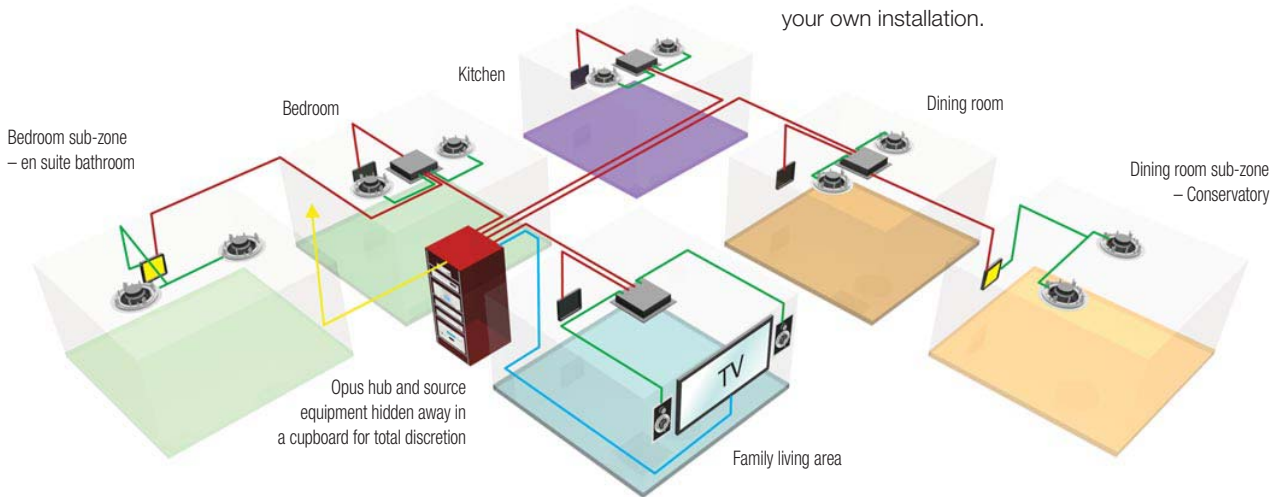 your own installation.
Kitchen
Bedroom
Dining room
Bedroom sub-zone
– en suite bathroom
Dining room sub-zone
– Conservatory
TV
Opus hub and source
equipment hidden away in
a cupboard for total discretion
Family living area